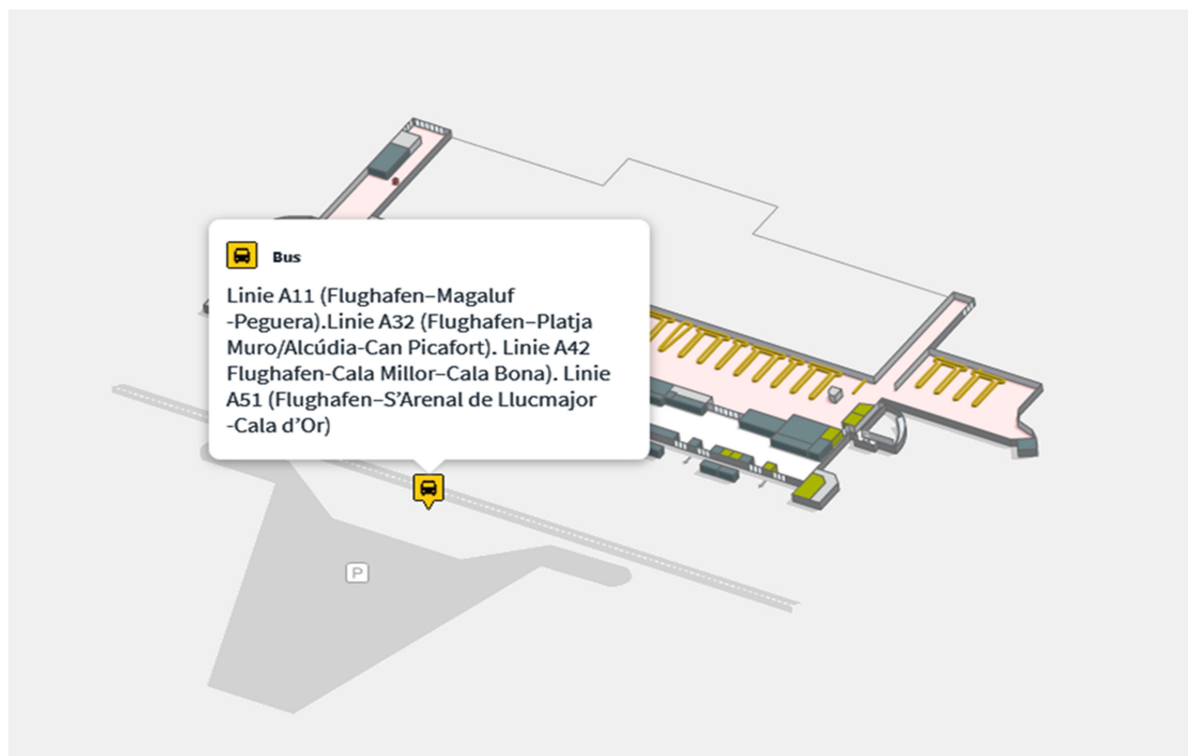 Bus
Linie A11 (Flughafen–Magaluf
-Peguera).Linie A32 (Flughafen–Platja
Muro/Alcúdia-Can Picafort). Linie A42
Flughafen-Cala Millor–Cala Bona). Linie
A51 (Flughafen–S’Arenal de Llucmajor
-Cala d’Or)
P